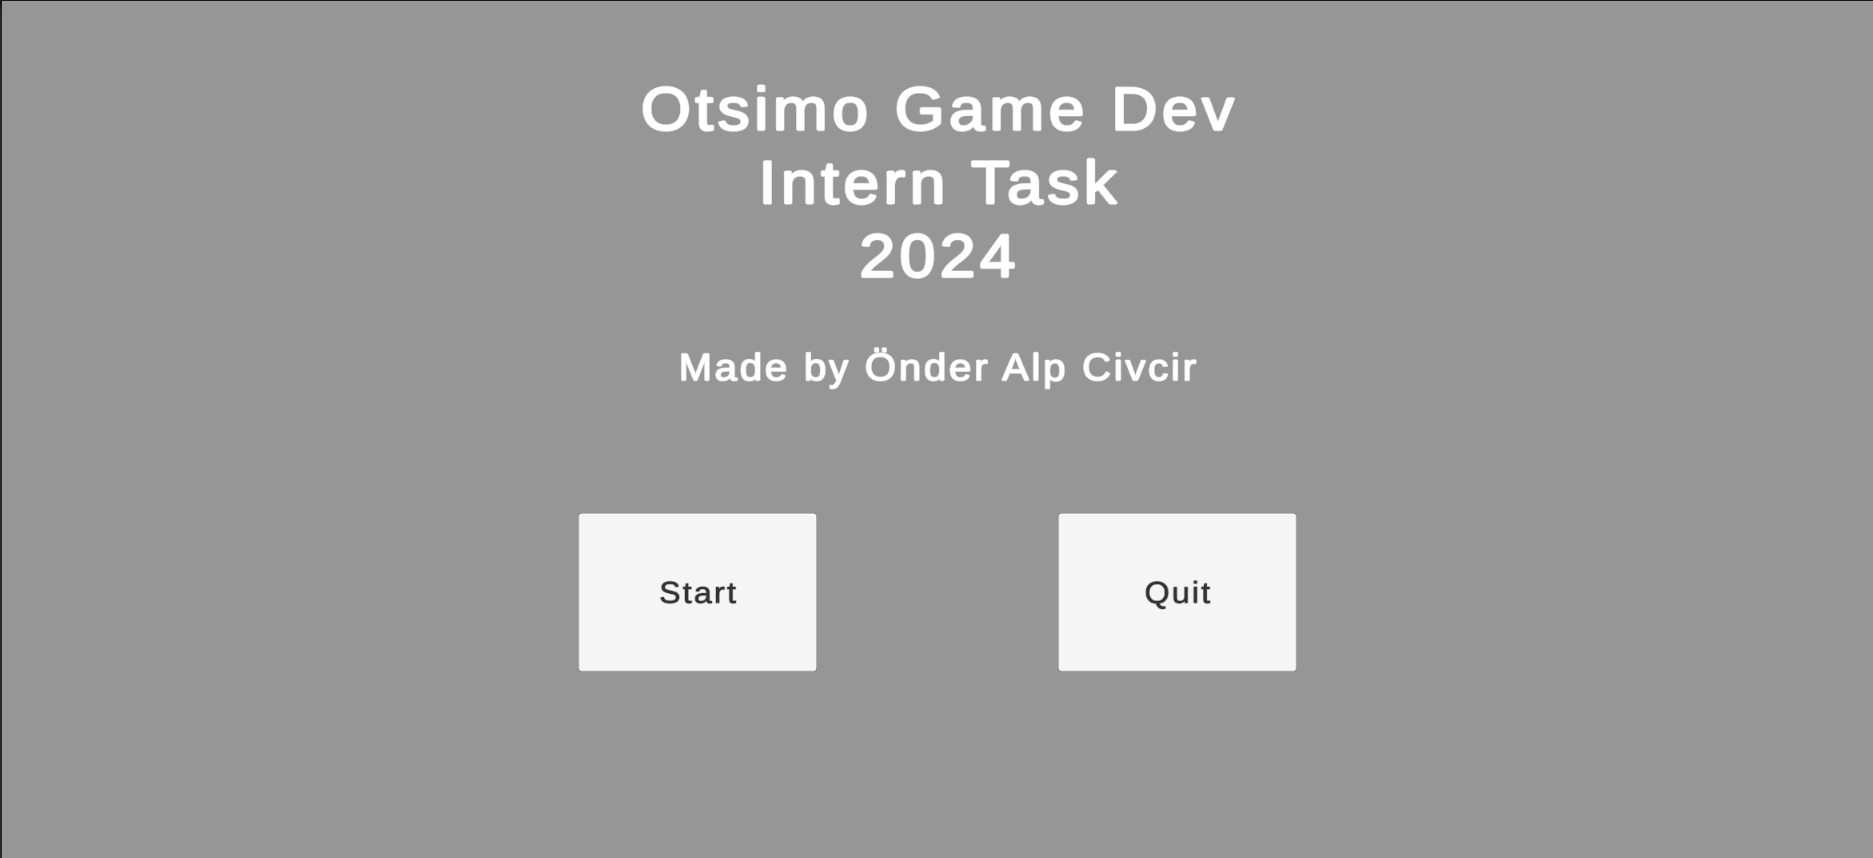 Otsimo Game Dev
Intern Task
2024
Made by Önder Alp Civcir
Start
Quit